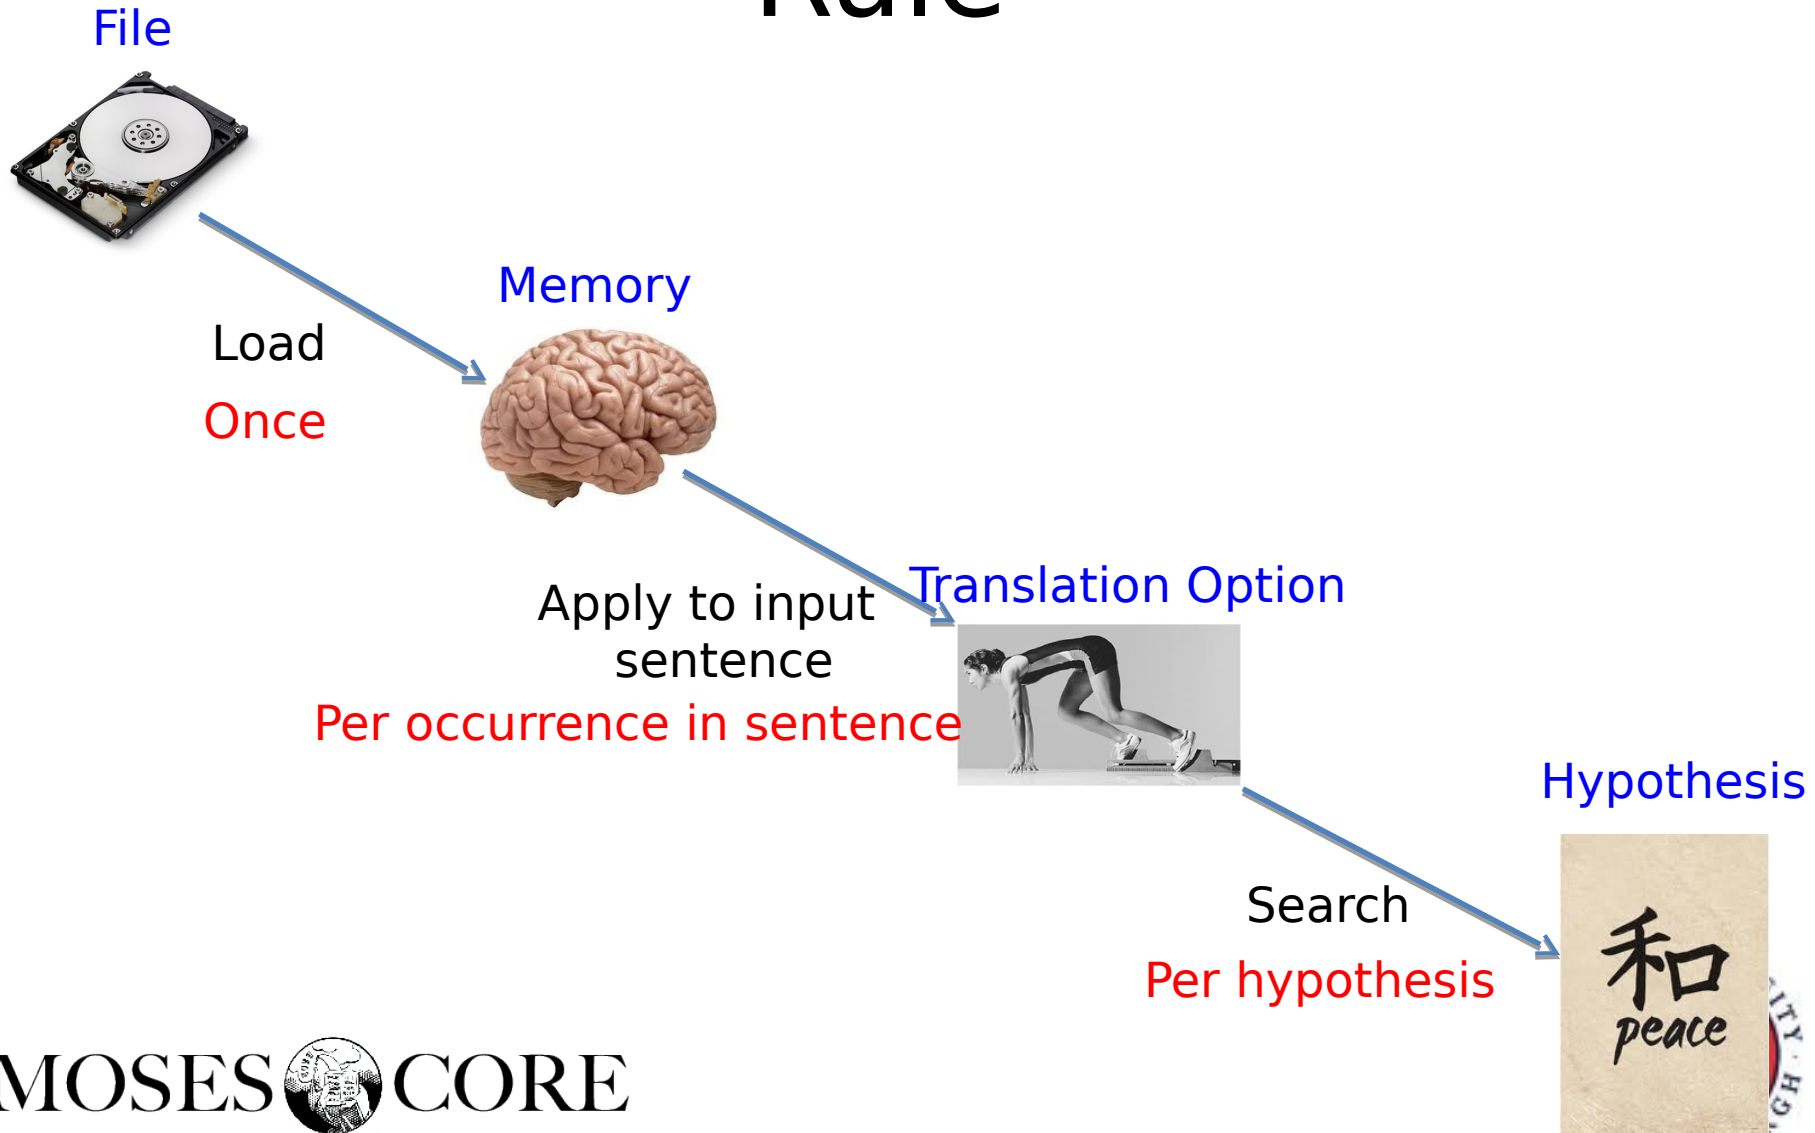 File
Memory
Load
Once
Translation Option
Apply to input
sentence
Per occurrence in sentence
Hypothesis
Search
Per hypothesis
和
peace
MOSES CORE